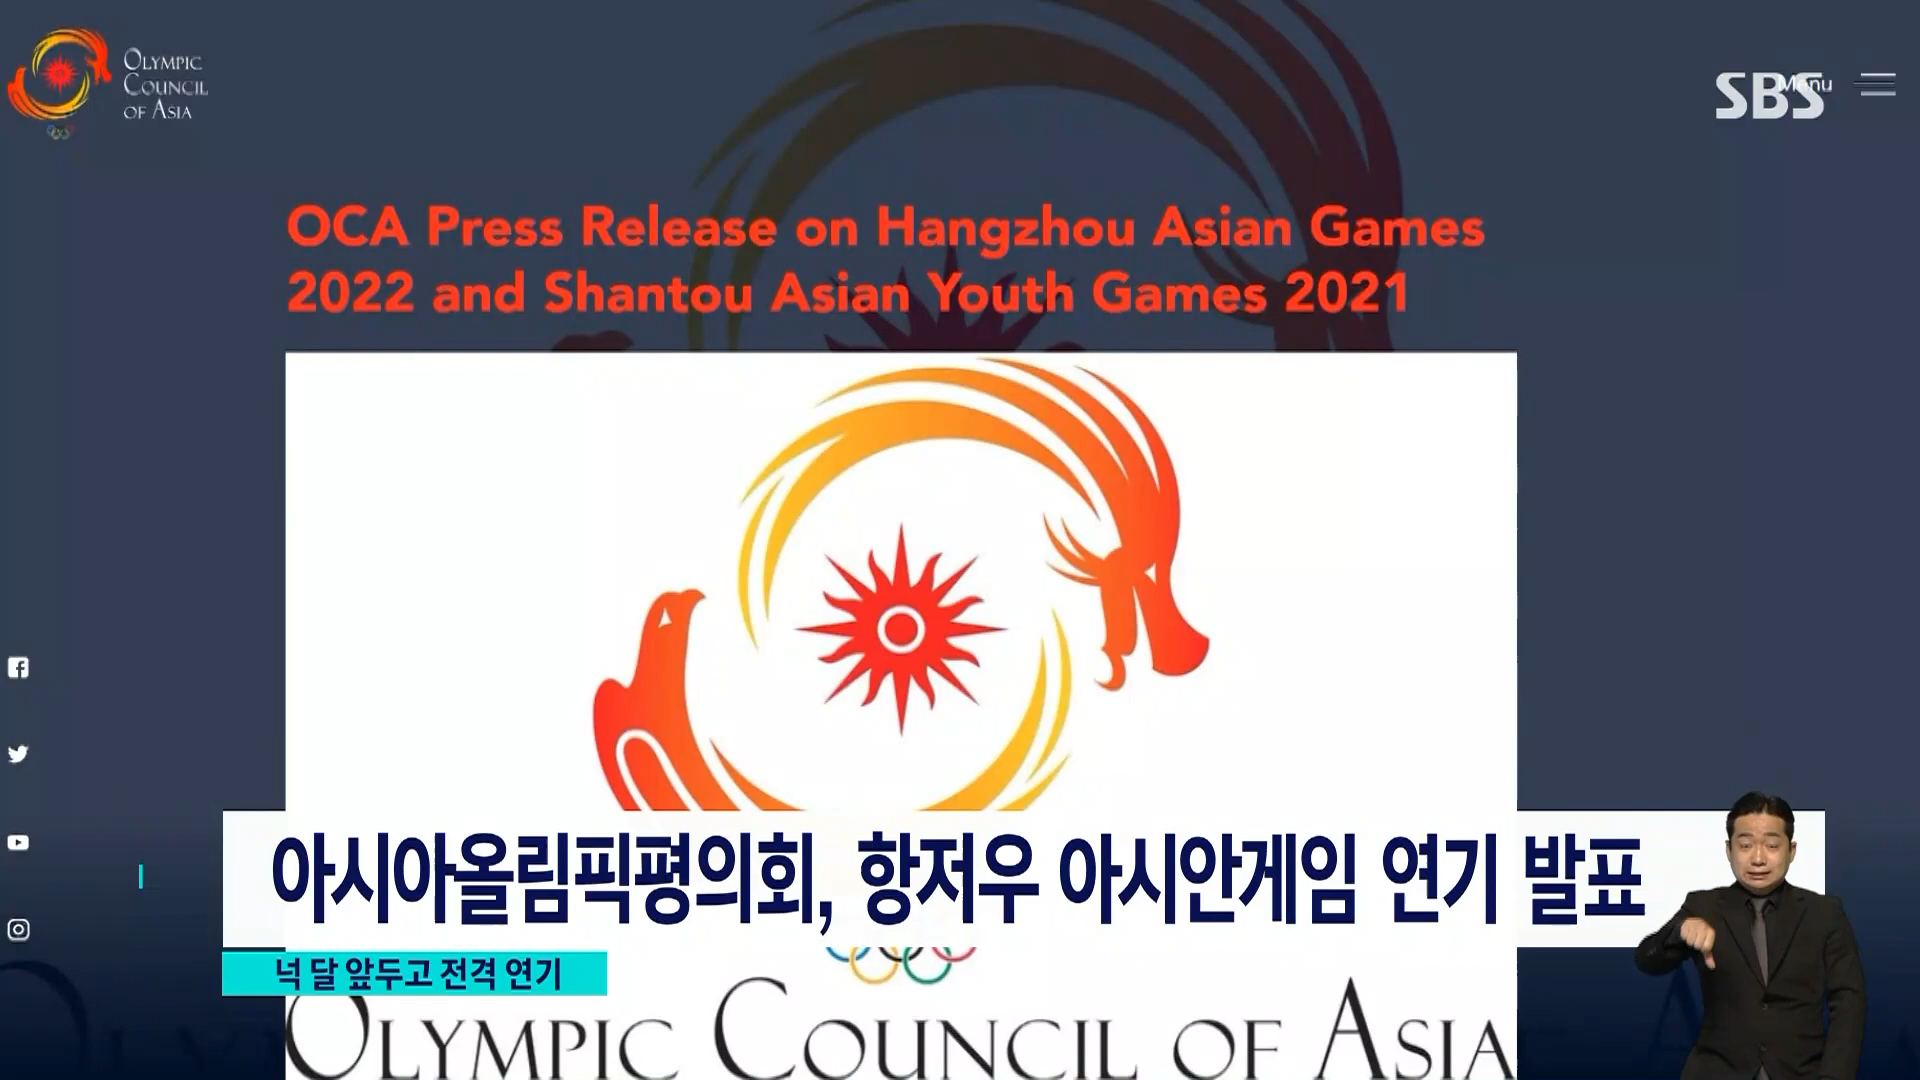 OLYMPIC
COUNCIL
OF ASIA
SBS
Menu
OCA Press Release on Hangzhou Asian Games
2022 and Shantou Asian Youth Games 2021
아시아올림픽평의회, 항저우 아시안게임 연기 발표
넉 달 앞두고 전격 연기
OLYMPIC COUNCIL OF ASIA